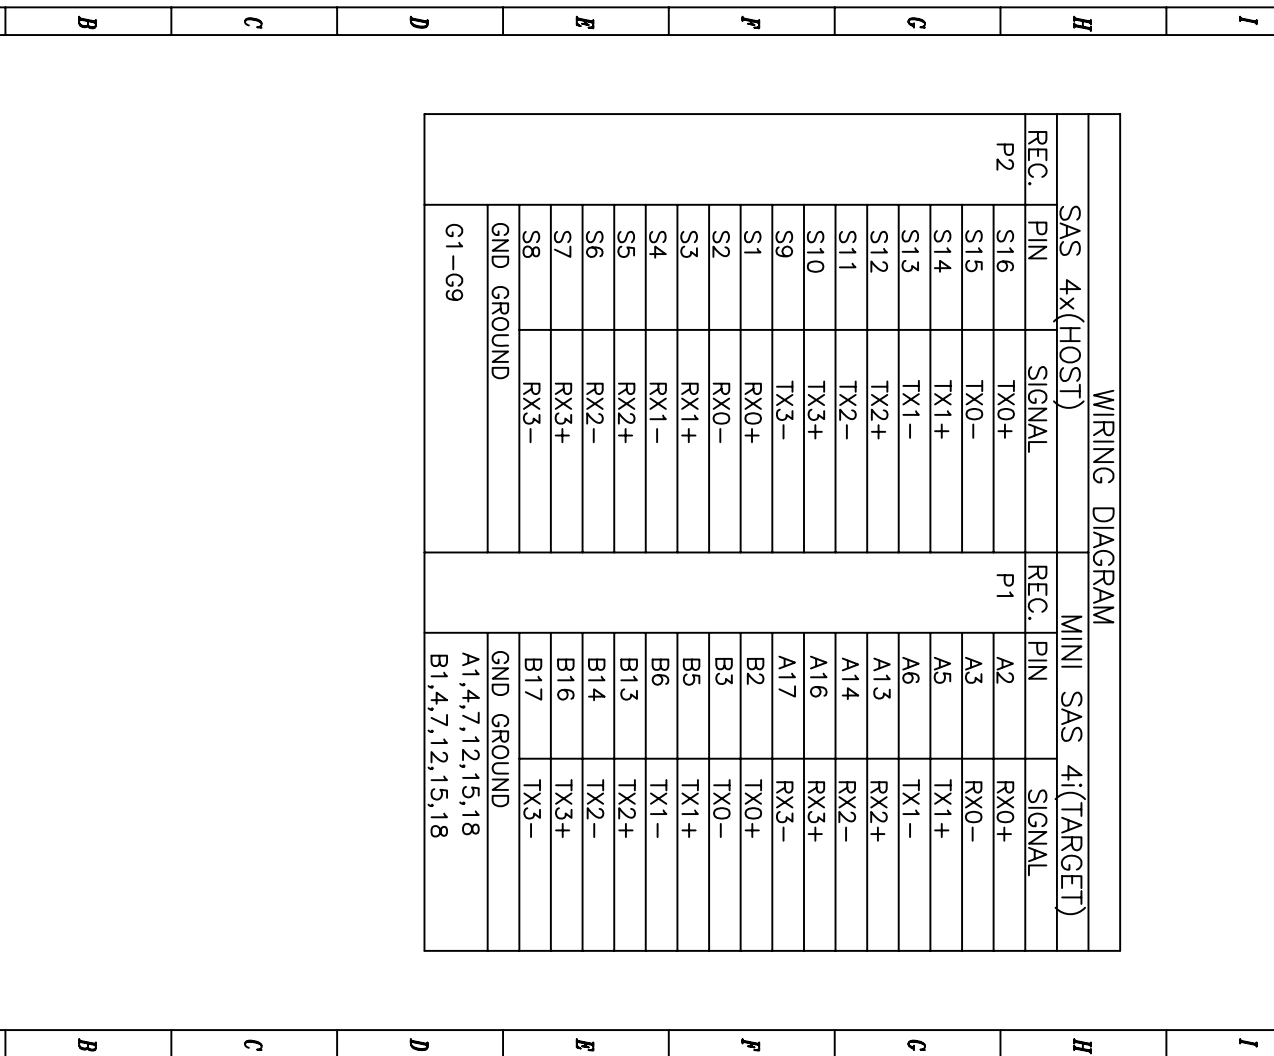 I
H
G
F
E
D
C
B
WIRING DIAGRAM
SAS 4x(HOST) MINI SAS 4i(TARGET)
REC. PIN SIGNAL REC. PIN SIGNAL
P2 S16 TX0+ P1 A2 RX0+
S15 TX0- A3 RX0-
S14 TX1+ A5 TX1+
S13 TX1- A6 TX1-
S12 TX2+ A13 RX2+
S11 TX2- A14 RX2-
S10 TX3+ A16 RX3+
S9 TX3- A17 RX3-
S1 RX0+ B2 TX0+
S2 RX0- B3 TX0-
S3 RX1+ B5 TX1+
S4 RX1- B6 TX1-
S5 RX2+ B13 TX2+
S6 RX2- B14 TX2-
S7 RX3+ B16 TX3+
S8 RX3- B17 TX3-
GND GROUND GND GROUND
G1-G9 A1,4,7,12,15,18
B1,4,7,12,15,18
I
H
G
F
E
D
C
B